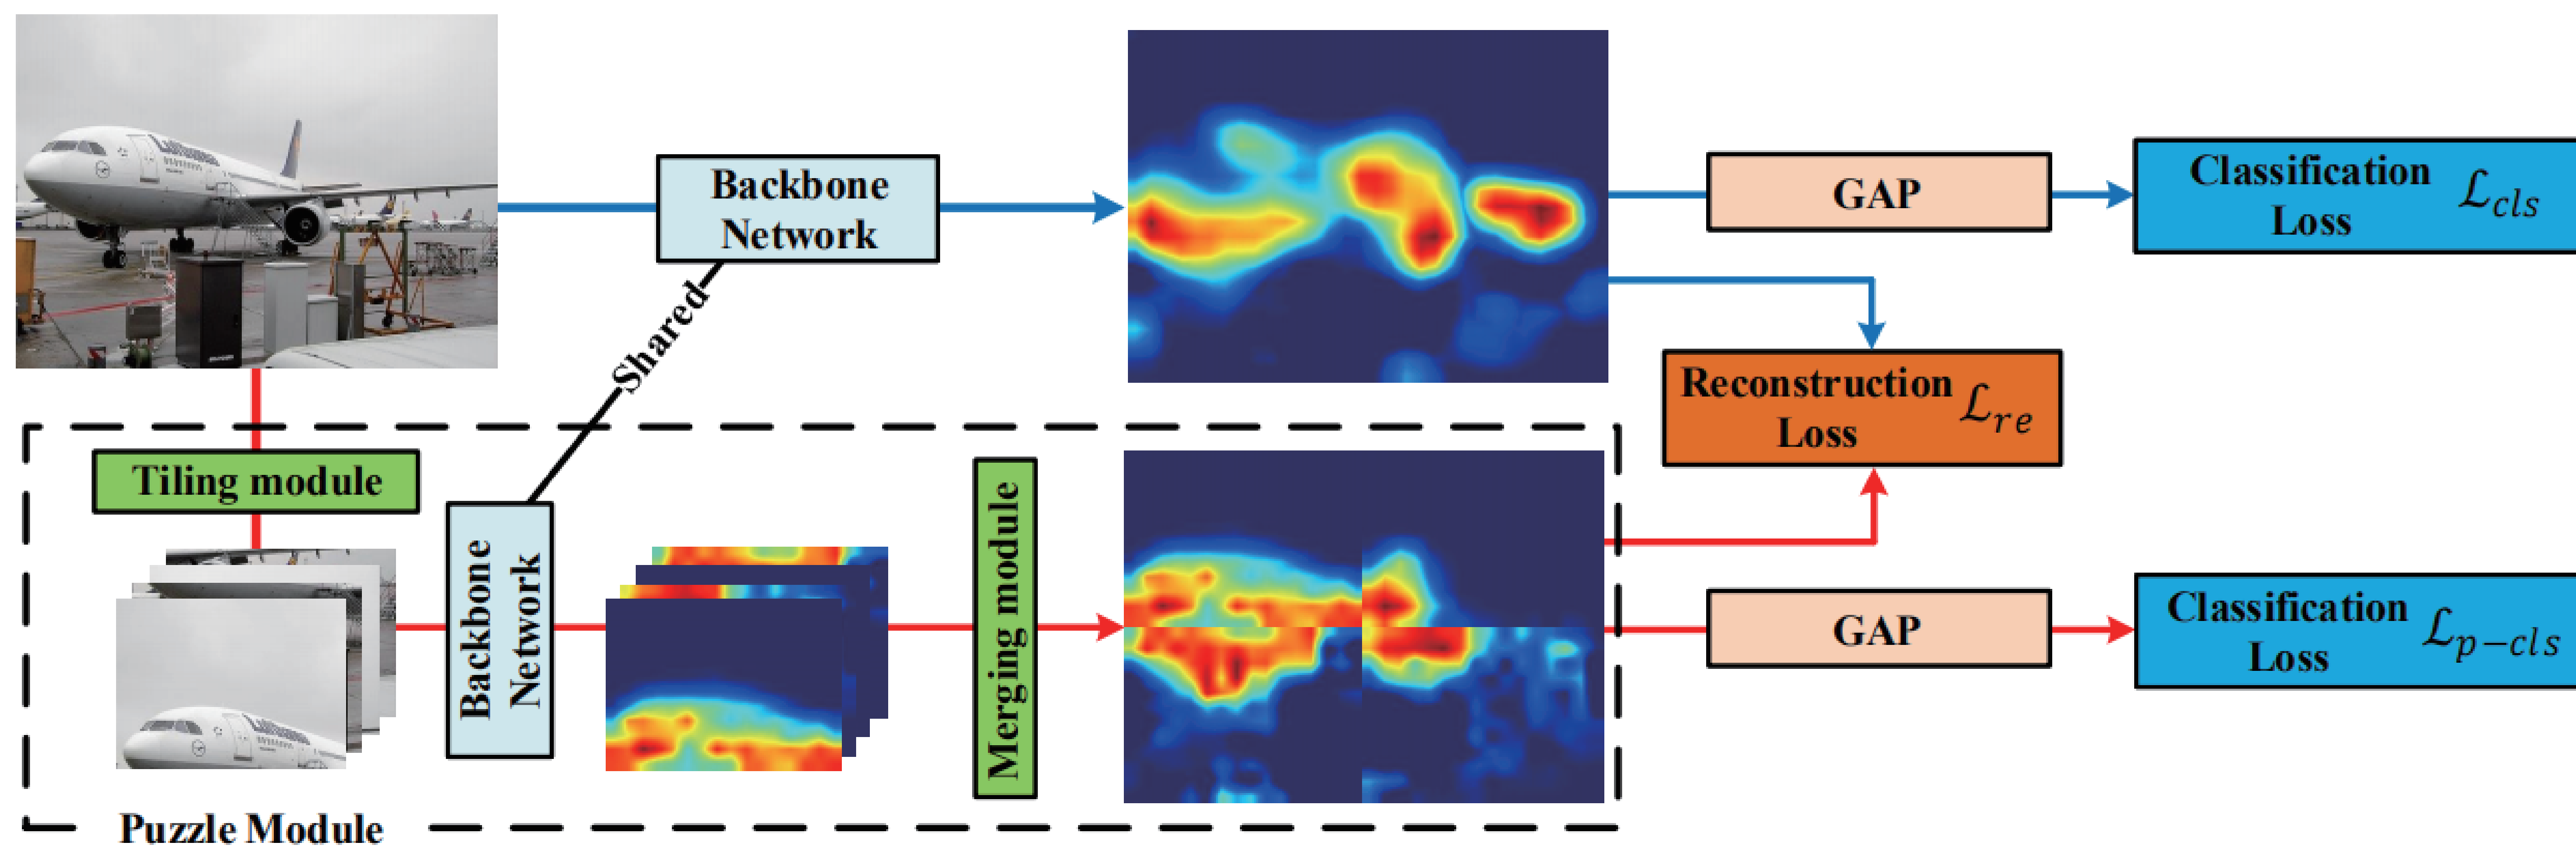 Lufthansa
Backbone
Network
GAP
Classification
Loss
ℒcls
Shared
Reconstruction
Loss
ℒre
Tiling module
Backbone
Network
Merging module
GAP
Classification
Loss
ℒp−cls
Puzzle Module